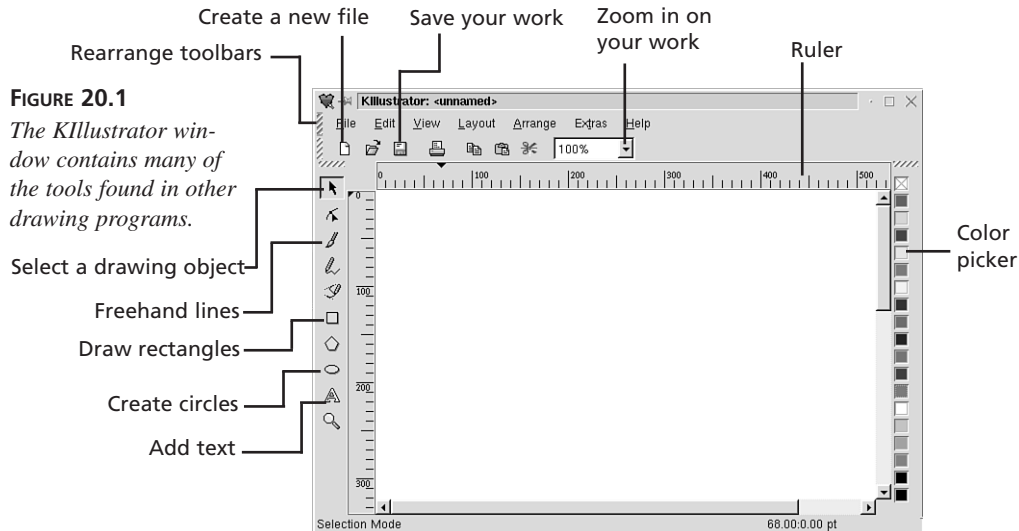 Create a new file
Save your work
Zoom in on
your work
Ruler
Rearrange toolbars
FIGURE 20.1
The KIllustrator win-
dow contains many of
the tools found in other
drawing programs.
Select a drawing object
Freehand lines
Draw rectangles
Create circles
Add text
KIllustrator: <unnamed>
File Edit View Layout Arrange Extras Help
100%
0 100 200 300 400 500
0
100
200
300
Color
picker
Selection Mode 68.00:0.00 pt